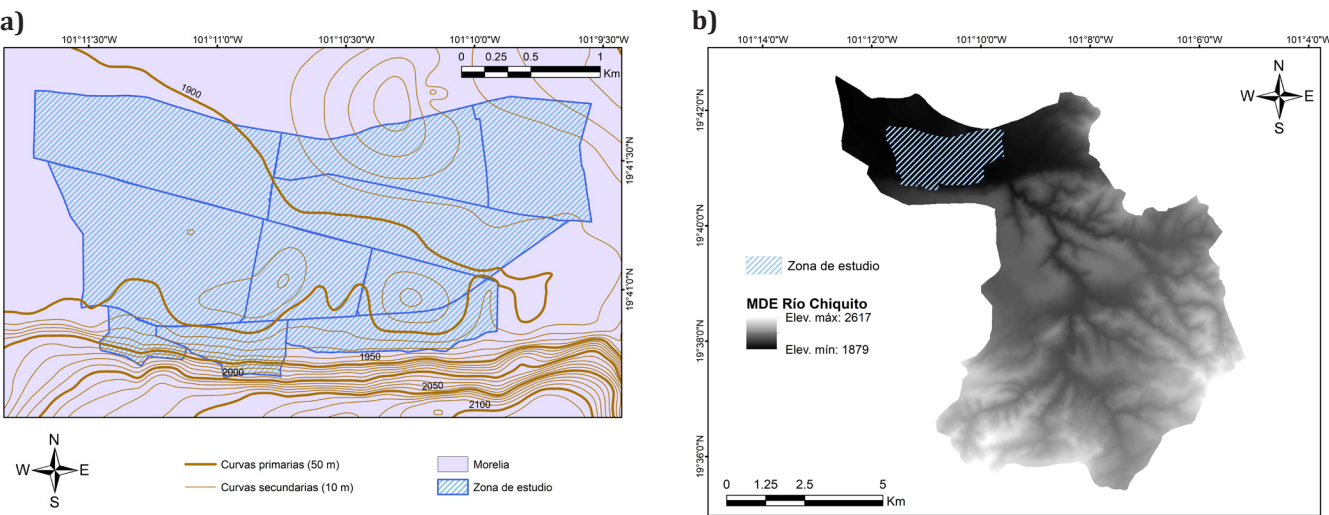 a)
101°11'30"W 101°11'0"W 101°10'30"W 101°10'0"W 101°9'30"W
0 0.25 0.5 1
Km
1900
19°41'30"N
19°41'0"N
1950
2000
2050
2100
N
W E
S
Curvas primarias (50 m)
Curvas secundarias (10 m)
Morelia
Zona de estudio
b)
101°14'0"W 101°12'0"W 101°10'0"W 101°8'0"W 101°6'0"W 101°4'0"W
N
W E
S
19°42'0"N
19°40'0"N
19°38'0"N
19°36'0"N
Zona de estudio
MDE Río Chiquito
Elev. máx: 2617
Elev. mín: 1879
0 1.25 2.5 5
Km